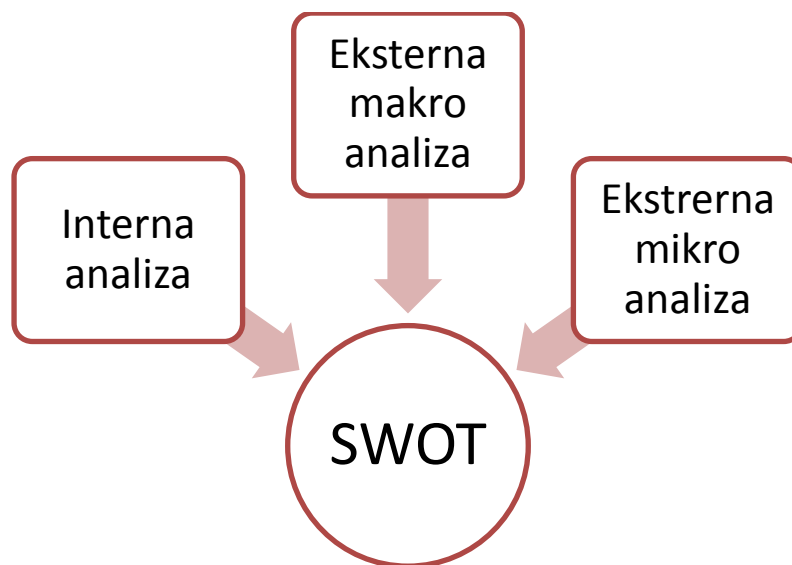 Eksterna
makro
analiza
Interna
analiza
Ekstrerna
mikro
analiza
SWOT